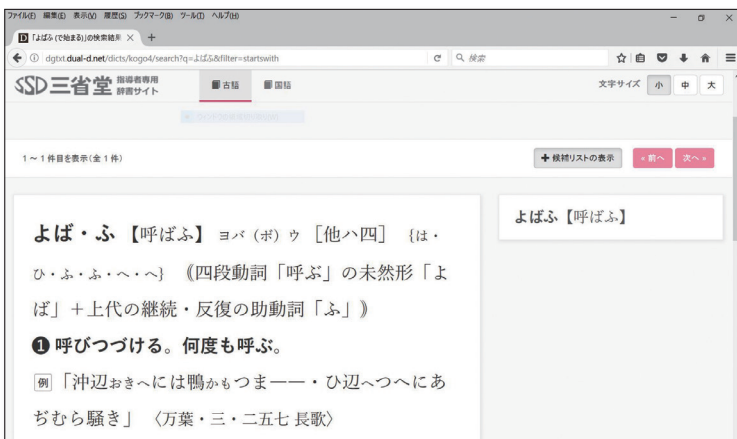 ファイル(F) 編集(E) 表示(V) 履歴(S) ブックマーク(B) ツール(T) ヘルプ(H)
D 「よばふ (で始まる)」の検索結果 × +
dgtxt.dual-d.net/dicts/kogo4/search?q=よばふ&filter=startswith
検索
SSD 三省堂 指導者専用 辞書サイト
古語 国語
文字サイズ 小 中 大
1～1件目を表示(全1件)
+ 候補リストの表示 « 前へ 次へ »
よば・ふ 【呼ばふ】 ヨバ (ボ) ウ ［他ハ四］ {は・
ひ・ふ・ふ・へ・へ} 《四段動詞「呼ぶ」の未然形「よ
ば」＋上代の継続・反復の助動詞「ふ」》
❶ 呼びつづける。何度も呼ぶ。
例 「沖辺おきへには鴨かもつま――・ひ辺へつへにあ
ぢむら騒き」 〈万葉・三・二五七 長歌〉
よばふ【呼ばふ】